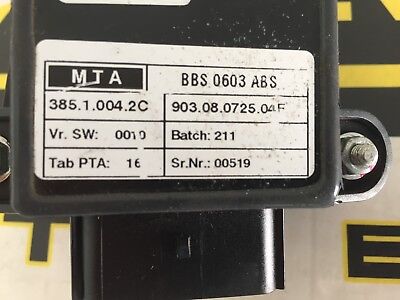 MTA BBS 0603 ABS
385.1.004.2C 903.08.0725.04F
Vr. SW: 0010 Batch: 211
Tab PTA: 16 Sr.Nr.: 00519